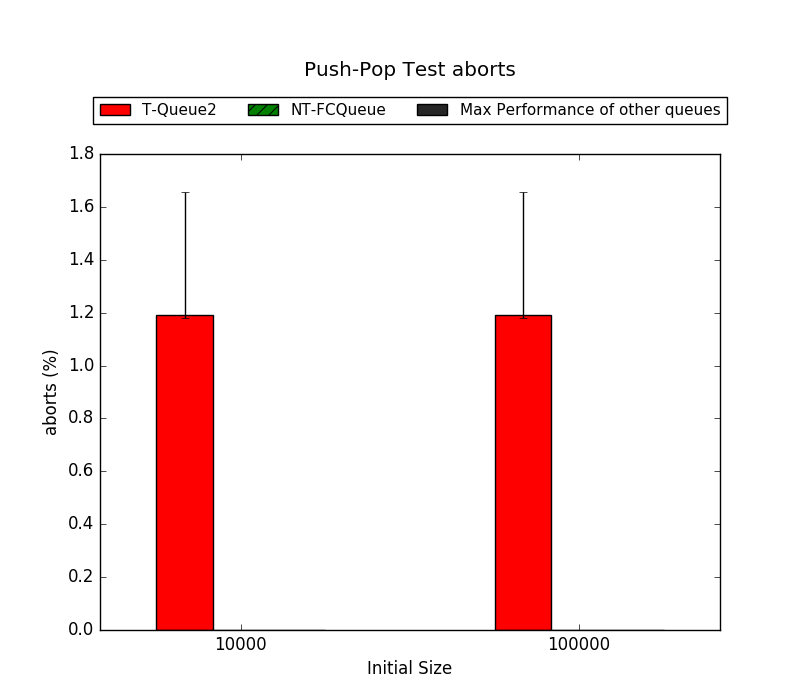 Push-Pop Test aborts
T-Queue2 NT-FCQueue Max Performance of other queues
1.8
1.6
1.4
1.2
1.0
0.8
0.6
0.4
0.2
0.0
aborts (%)
10000 100000
Initial Size